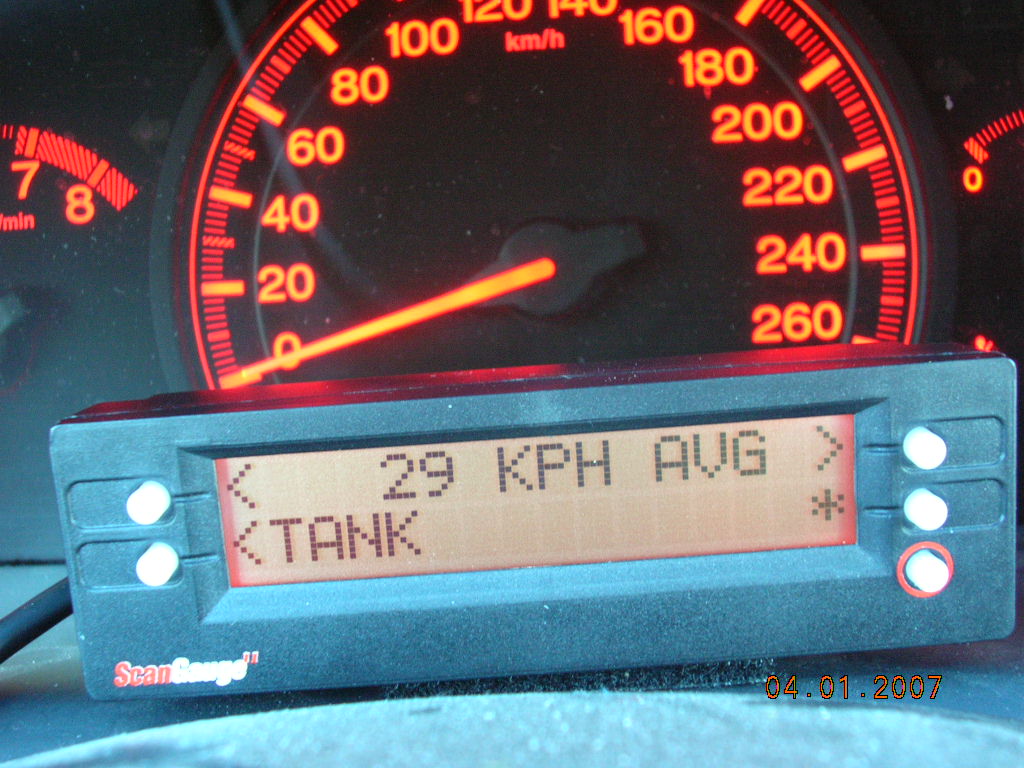 120 140
100 km/h 160
80 180
60 200
7 8 40 220 0
/min
20 240
0 260
< 29 KPH AVG >
<TANK *
ScanGauge II
04.01.2007